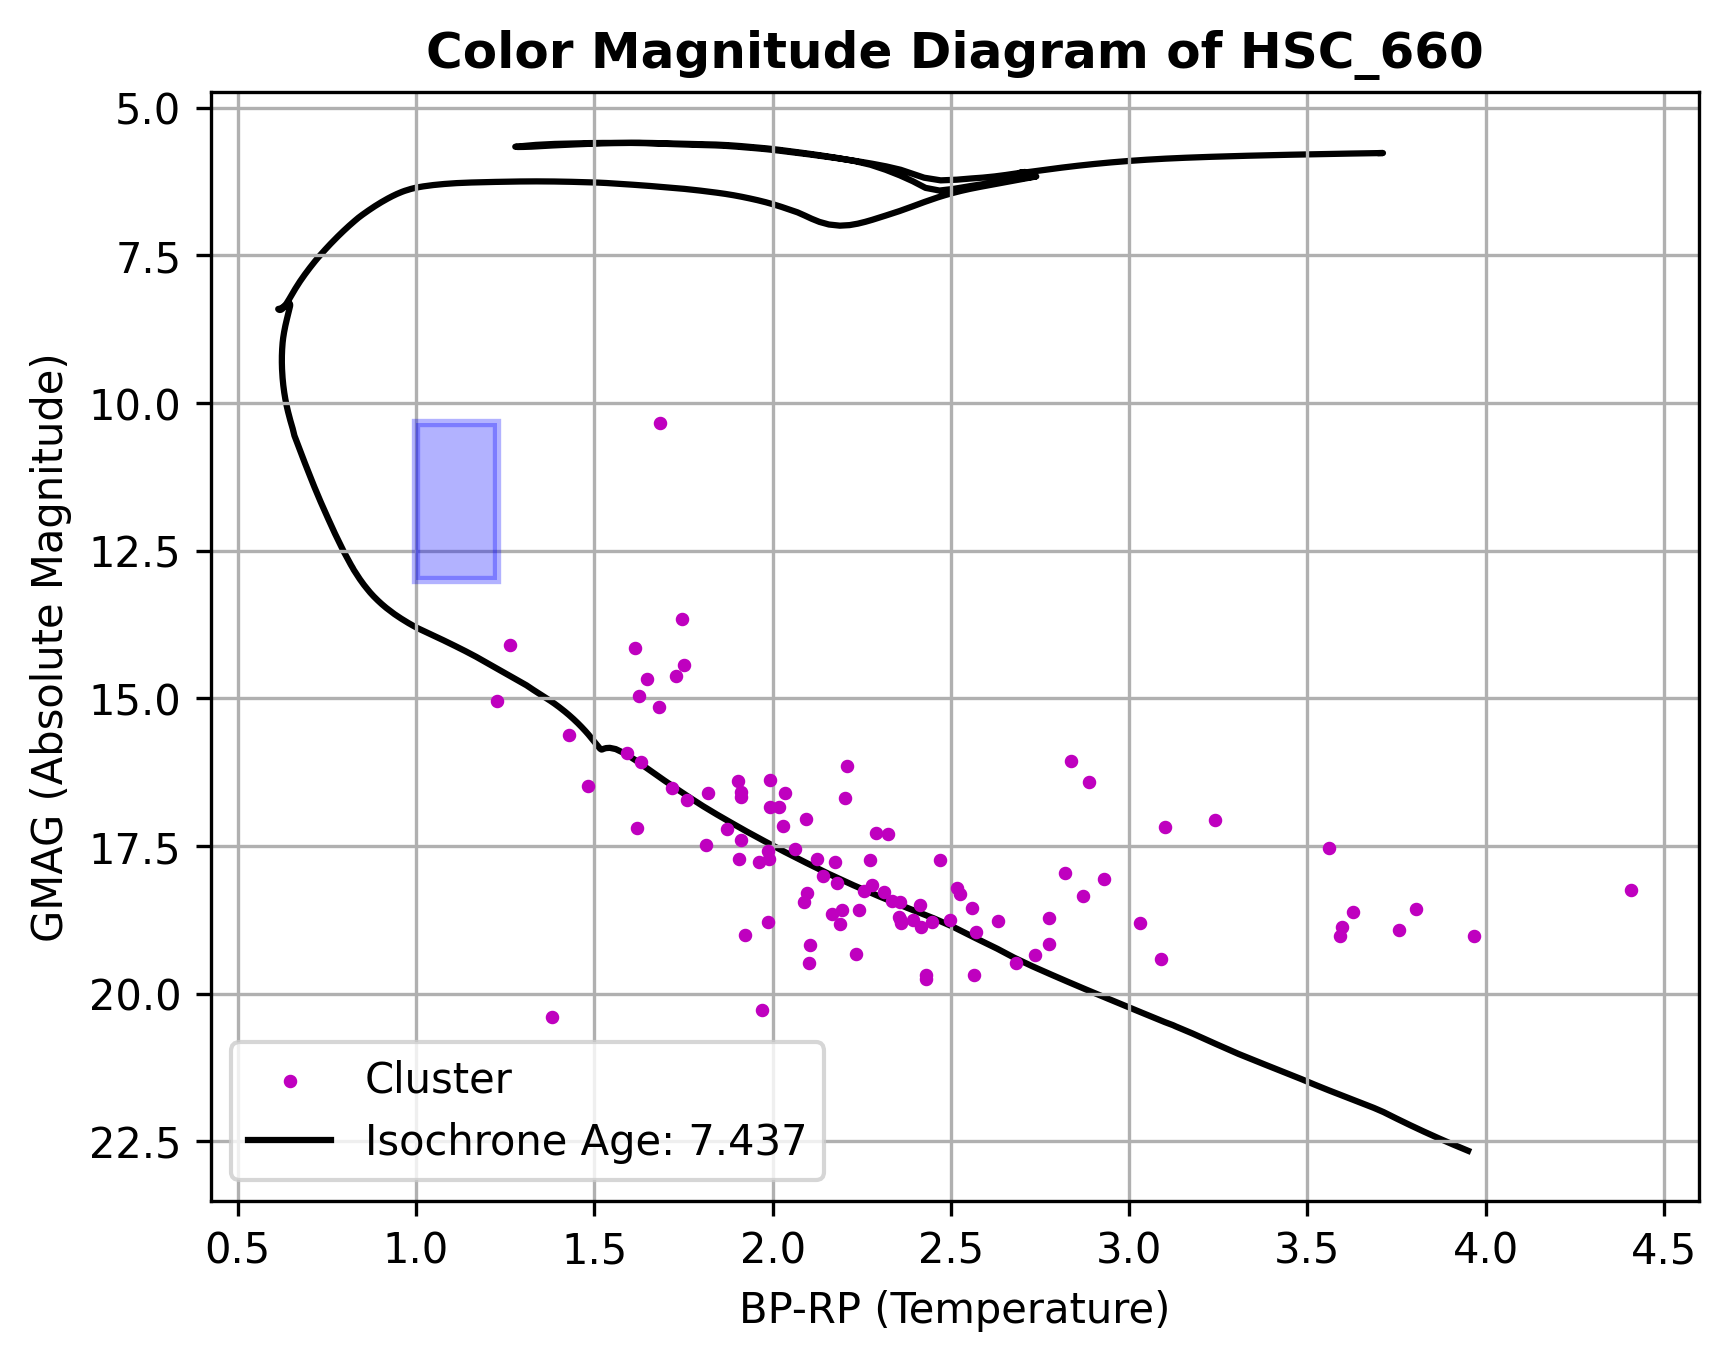 Color Magnitude Diagram of HSC_660
GMAG (Absolute Magnitude)
5.0
7.5
10.0
12.5
15.0
17.5
20.0
22.5
Cluster
Isochrone Age: 7.437
0.5 1.0 1.5 2.0 2.5 3.0 3.5 4.0 4.5
BP-RP (Temperature)